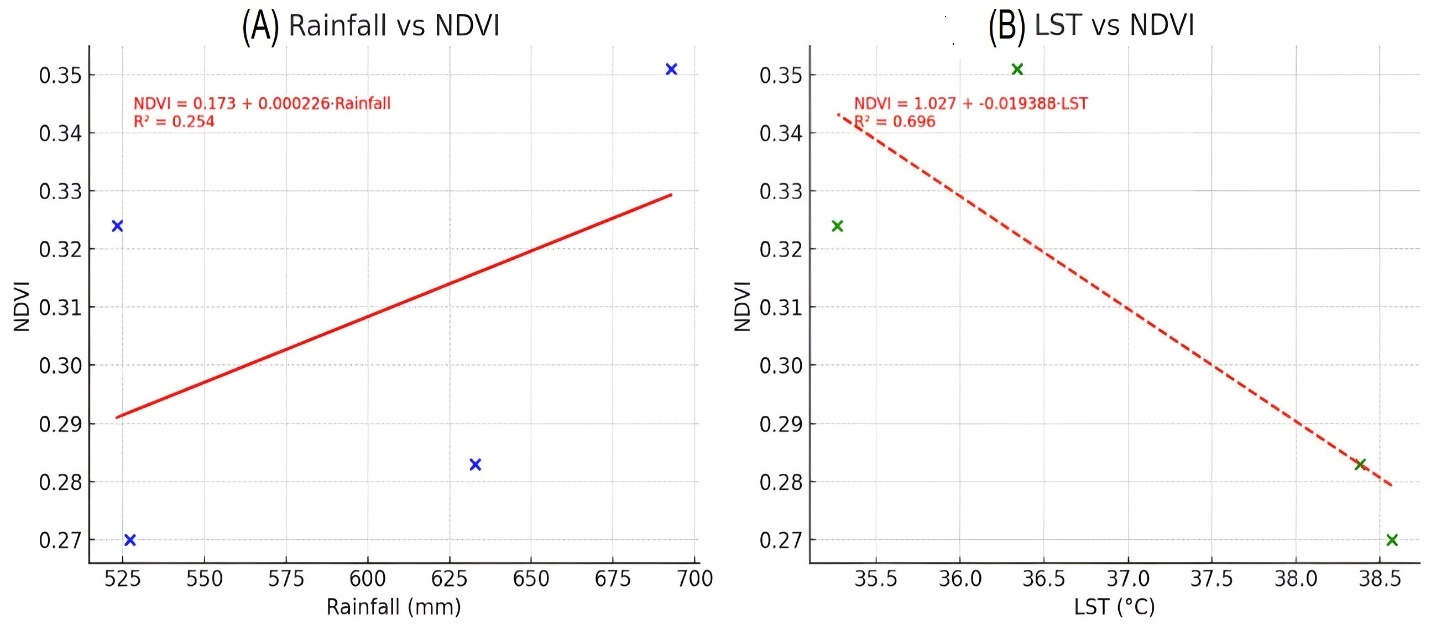 (A) Rainfall vs NDVI
NDVI = 0.173 + 0.000226·Rainfall
R² = 0.254
NDVI
0.35
0.34
0.33
0.32
0.31
0.30
0.29
0.28
0.27
525 550 575 600 625 650 675 700
Rainfall (mm)
(B) LST vs NDVI
NDVI = 1.027 + -0.019388·LST
R² = 0.696
NDVI
0.35
0.34
0.33
0.32
0.31
0.30
0.29
0.28
0.27
35.5 36.0 36.5 37.0 37.5 38.0 38.5
LST (°C)